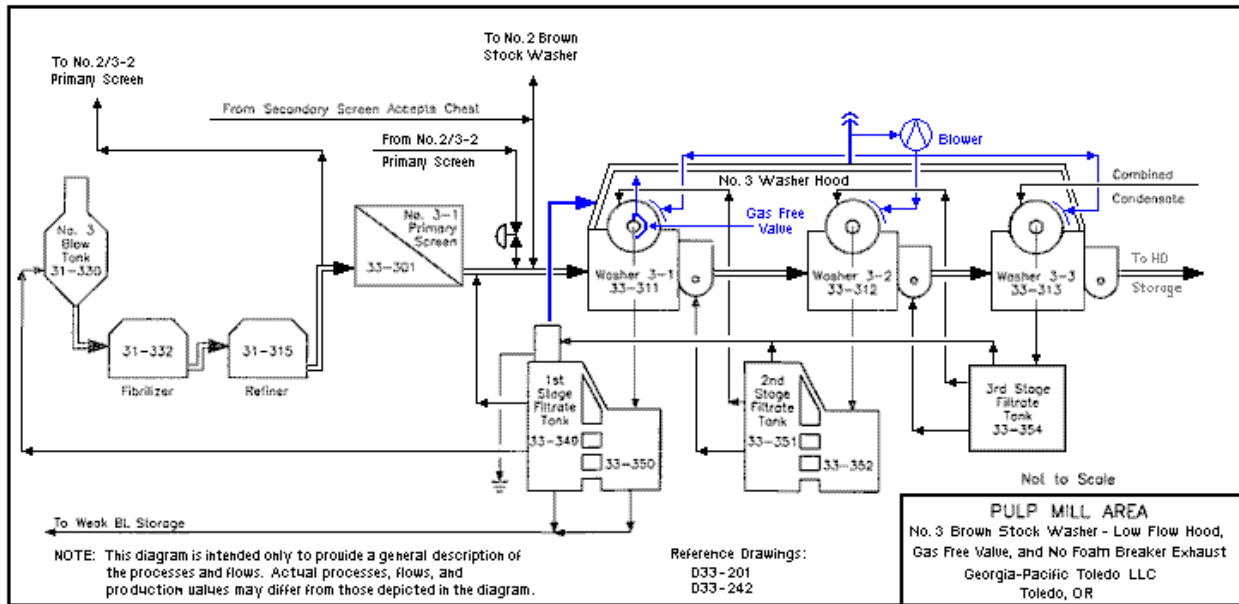 To No.2 Brown
Stock Washer
To No.2/3-2
Primary Screen
From Secondary Screen Accepts Chest
From No.2/3-2
Primary Screen
Blower
No. 3 Washer Hood
Combined
Condensate
Gas Free
Valve
No. 3
Blow
Tank
31-330
No. 3-1
Primary
Screen
33-301
Washer 3-1
33-311
Washer 3-2
33-312
Washer 3-3
33-313
To HD
Storage
31-332
Fibrilizer
31-315
Refiner
1st
Stage
Filtrate
Tank
33-349
33-350
2nd
Stage
Filtrate
Tank
33-351
33-352
3rd Stage
Filtrate
Tank
33-354
Not to Scale
To Weak BL Storage
NOTE: This diagram is intended only to provide a general description of
the processes and flows. Actual processes, flows, and
production values may differ from those depicted in the diagram.
Reference Drawings:
D33-201
D33-242
PULP MILL AREA
No. 3 Brown Stock Washer - Low Flow Hood,
Gas Free Valve, and No Foam Breaker Exhaust
Georgia-Pacific Toledo LLC
Toledo, OR